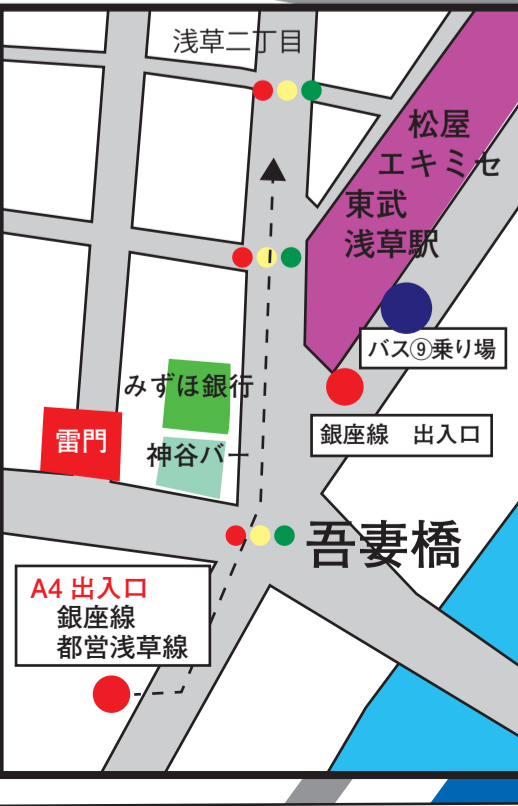 浅草二丁目
松屋
エキミセ
東武
浅草駅
バス⑨乗り場
みずほ銀行
銀座線　出入口
雷門
神谷バー
吾妻橋
A4 出入口
銀座線
都営浅草線